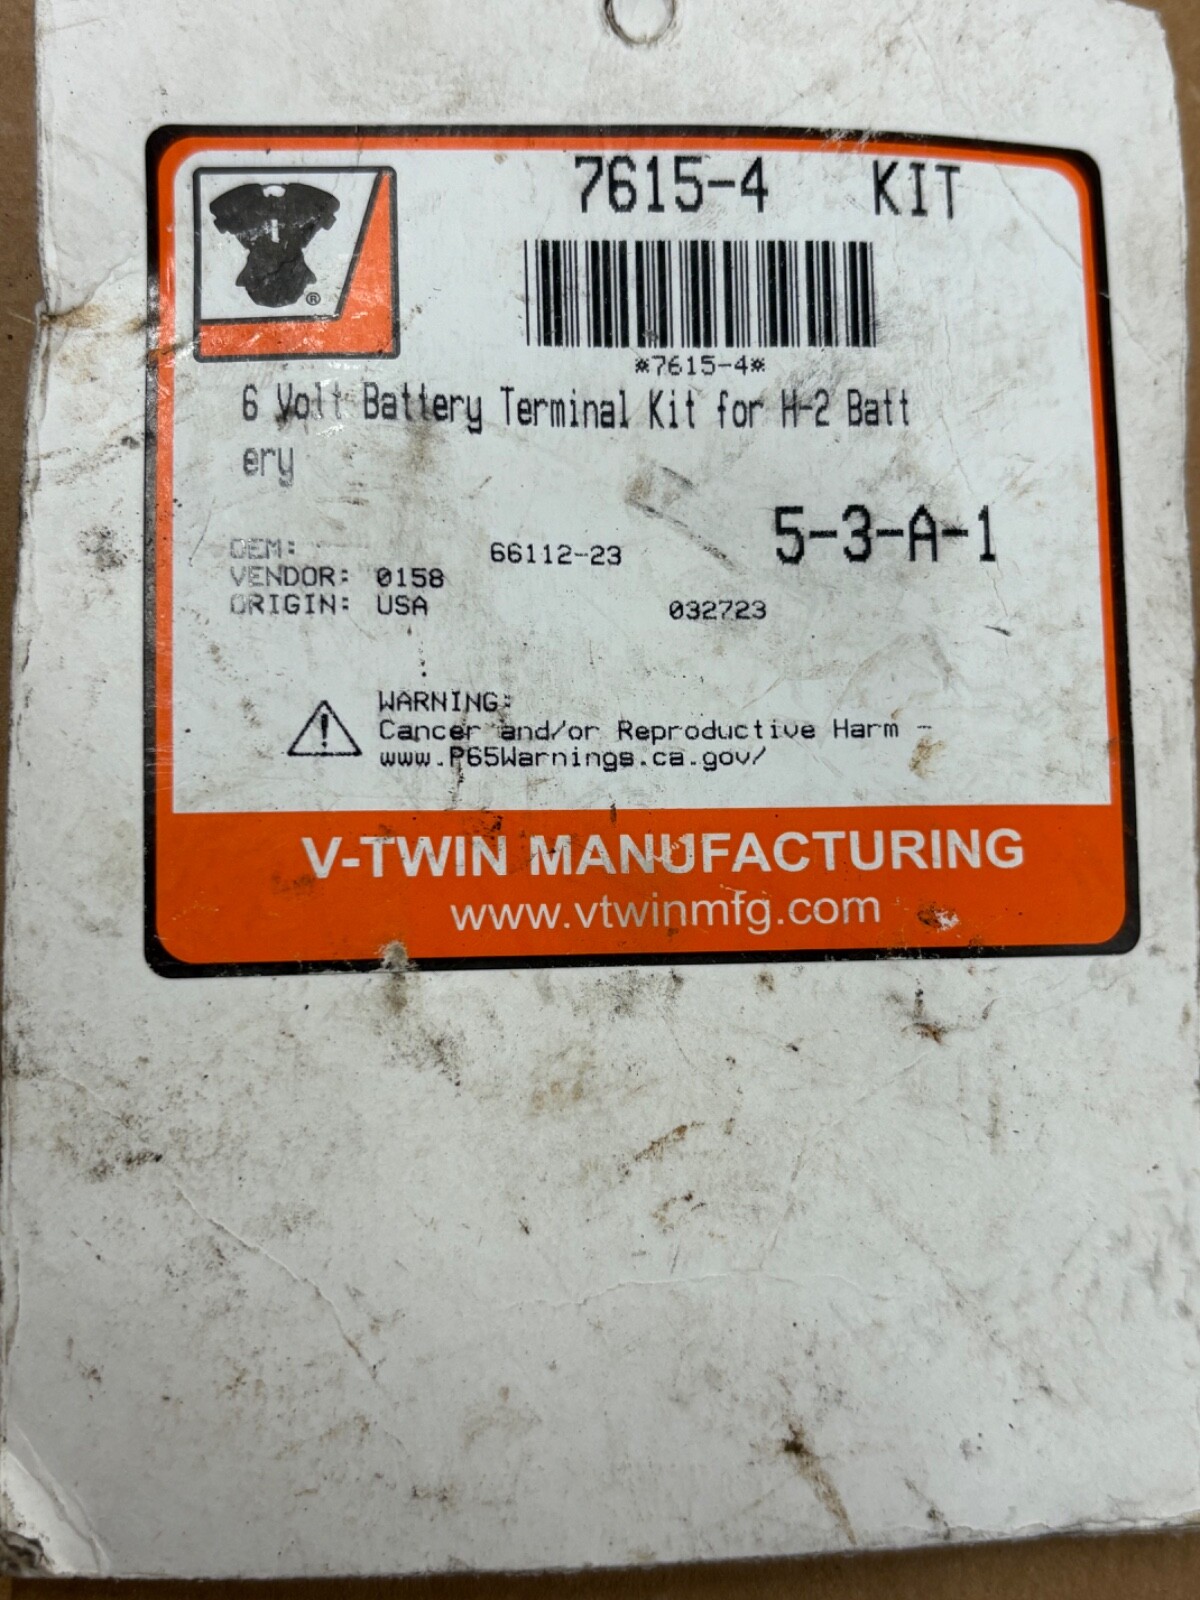 7615-4 KIT
*7615-4*
6 Volt Battery Terminal Kit for H-2 Batt
ery
OEM: 66112-23
5-3-A-1
VENDOR: 0158
ORIGIN: USA 032723
WARNING:
Cancer and/or Reproductive Harm -
www.P65Warnings.ca.gov/
V-TWIN MANUFACTURING
www.vtwinmfg.com
®